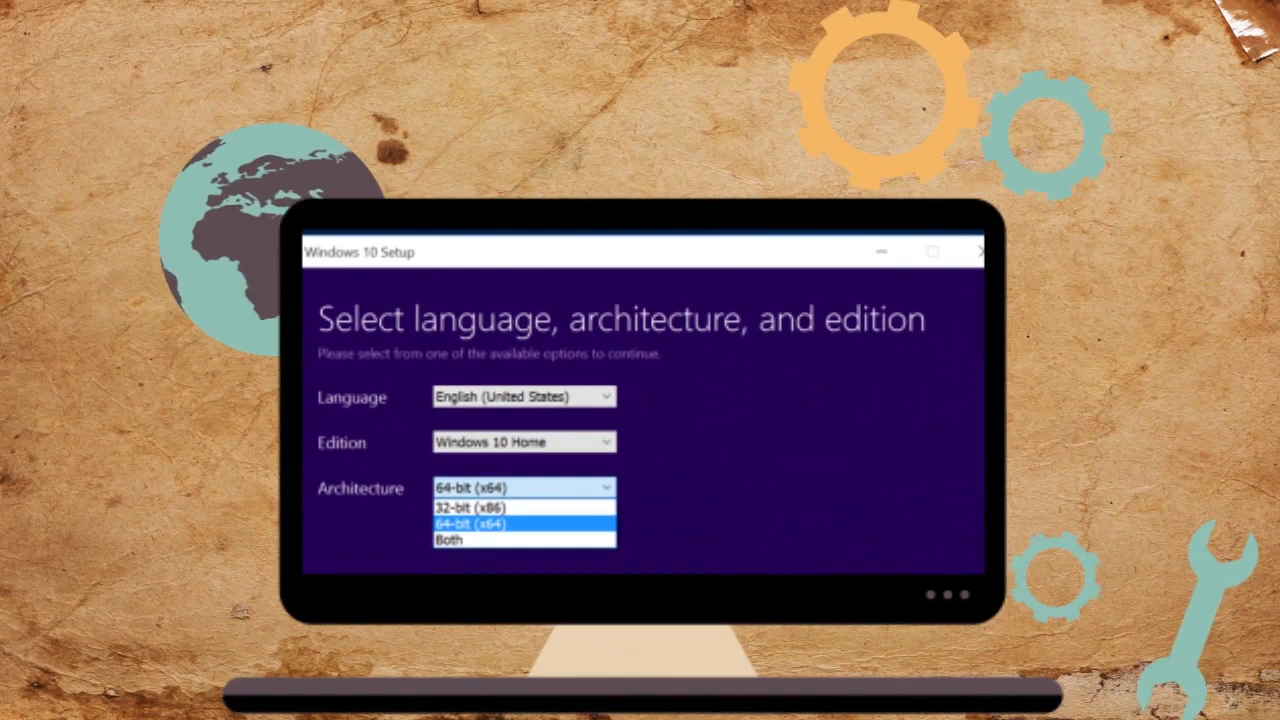 Windows 10 Setup
Select language, architecture, and edition
Please select from one of the available options to continue.
Language English (United States)
Edition Windows 10 Home
Architecture 64-bit (x64)
32-bit (x86)
64-bit (x64)
Both